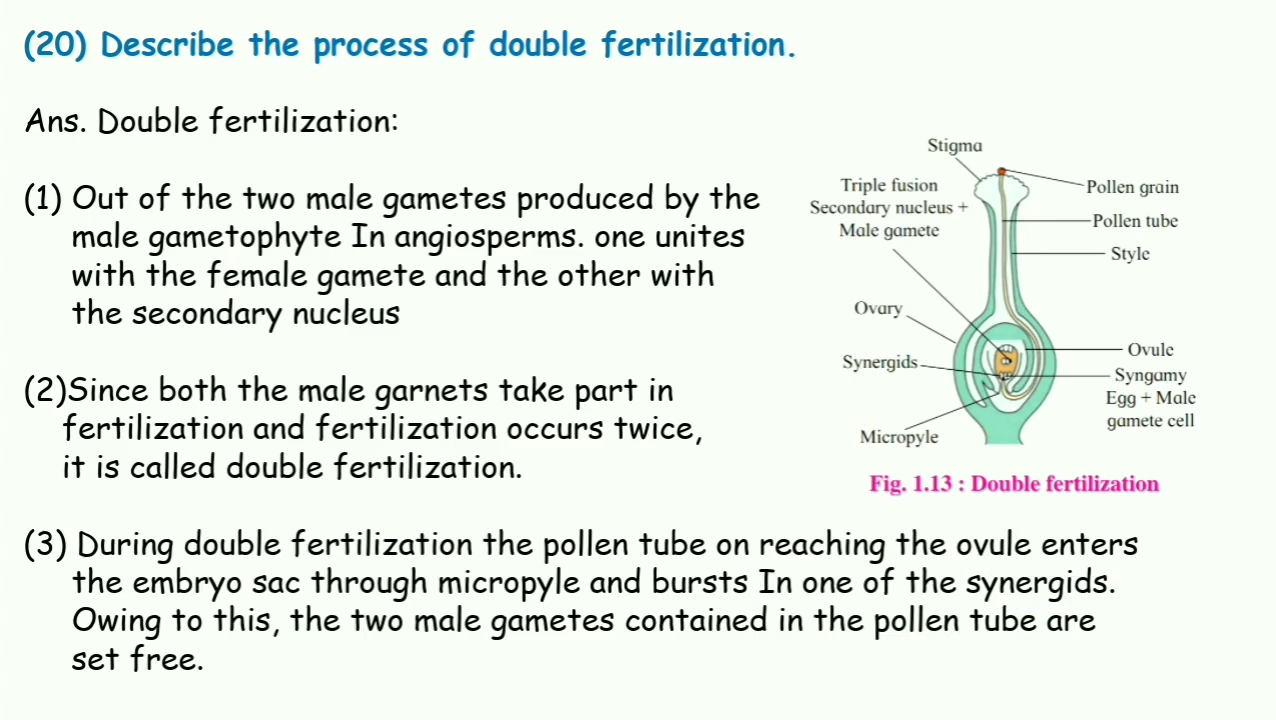 (20) Describe the process of double fertilization.
Ans. Double fertilization:
(1) Out of the two male gametes produced by the
male gametophyte In angiosperms. one unites
with the female gamete and the other with
the secondary nucleus
(2)Since both the male garnets take part in
fertilization and fertilization occurs twice,
it is called double fertilization.
(3) During double fertilization the pollen tube on reaching the ovule enters
the embryo sac through micropyle and bursts In one of the synergids.
Owing to this, the two male gametes contained in the pollen tube are
set free.
Stigma
Triple fusion
Secondary nucleus +
Male gamete
Ovary
Synergids
Micropyle
Pollen grain
Pollen tube
Style
Ovule
Syngamy
Egg + Male
gamete cell
Fig. 1.13 : Double fertilization